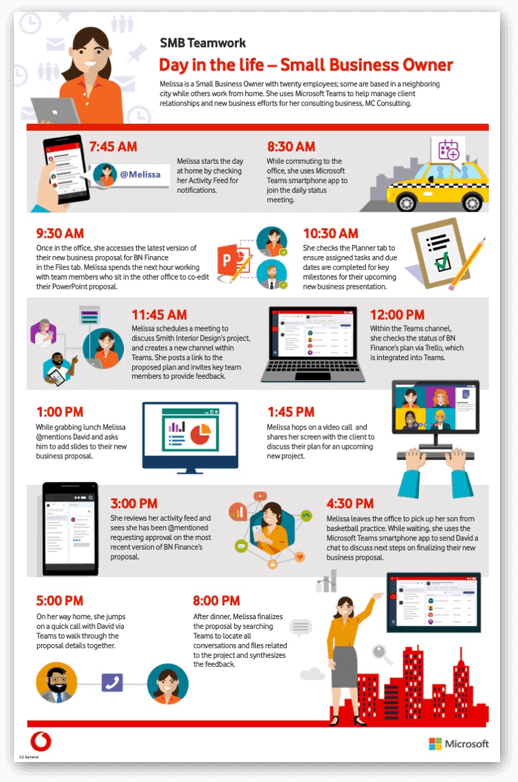 SMB Teamwork
Day in the life – Small Business Owner
Melissa is a Small Business Owner with twenty employees; some are based in a neighboring
city while others work from home. She uses Microsoft Teams to help manage client
relationships and new business efforts for her consulting business, MC Consulting.
7:45 AM
@Melissa
Melissa starts the day
at home by checking
her Activity Feed for
notifications.
8:30 AM
While commuting to the
office, she uses Microsoft
Teams smartphone app to
join the daily status
meeting.
9:30 AM
Once in the office, she accesses the latest version of
their new business proposal for BN Finance
in the Files tab. Melissa spends the next hour working
with team members who sit in the other office to co-edit
their PowerPoint proposal.
P
10:30 AM
She checks the Planner tab to
ensure assigned tasks and due
dates are completed for key
milestones for their upcoming
new business presentation.
11:45 AM
Melissa schedules a meeting to
discuss Smith Interior Design's project,
and creates a new channel within
Teams. She posts a link to the
proposed plan and invites key team
members to provide feedback.
12:00 PM
Within the Teams channel,
she checks the status of BN
Finance's plan via Trello, which
is integrated into Teams.
1:00 PM
While grabbing lunch Melissa
@mentions David and asks
him to add slides to their new
business proposal.
1:45 PM
Melissa hops on a video call and
shares her screen with the client to
discuss their plan for an upcoming
new project.
3:00 PM
She reviews her activity feed and
sees she has been @mentioned
requesting approval on the most
recent version of BN Finance's
proposal.
4:30 PM
Melissa leaves the office to pick up her son from
basketball practice. While waiting, she uses the
Microsoft Teams smartphone app to send David a
chat to discuss next steps on finalizing their new
business proposal.
5:00 PM
On her way home, she jumps
on a quick call with David via
Teams to walk through the
proposal details together.
8:00 PM
After dinner, Melissa finalizes
the proposal by searching
Teams to locate all
conversations and files related
to the project and synthesizes
the feedback.
C2 General
Microsoft